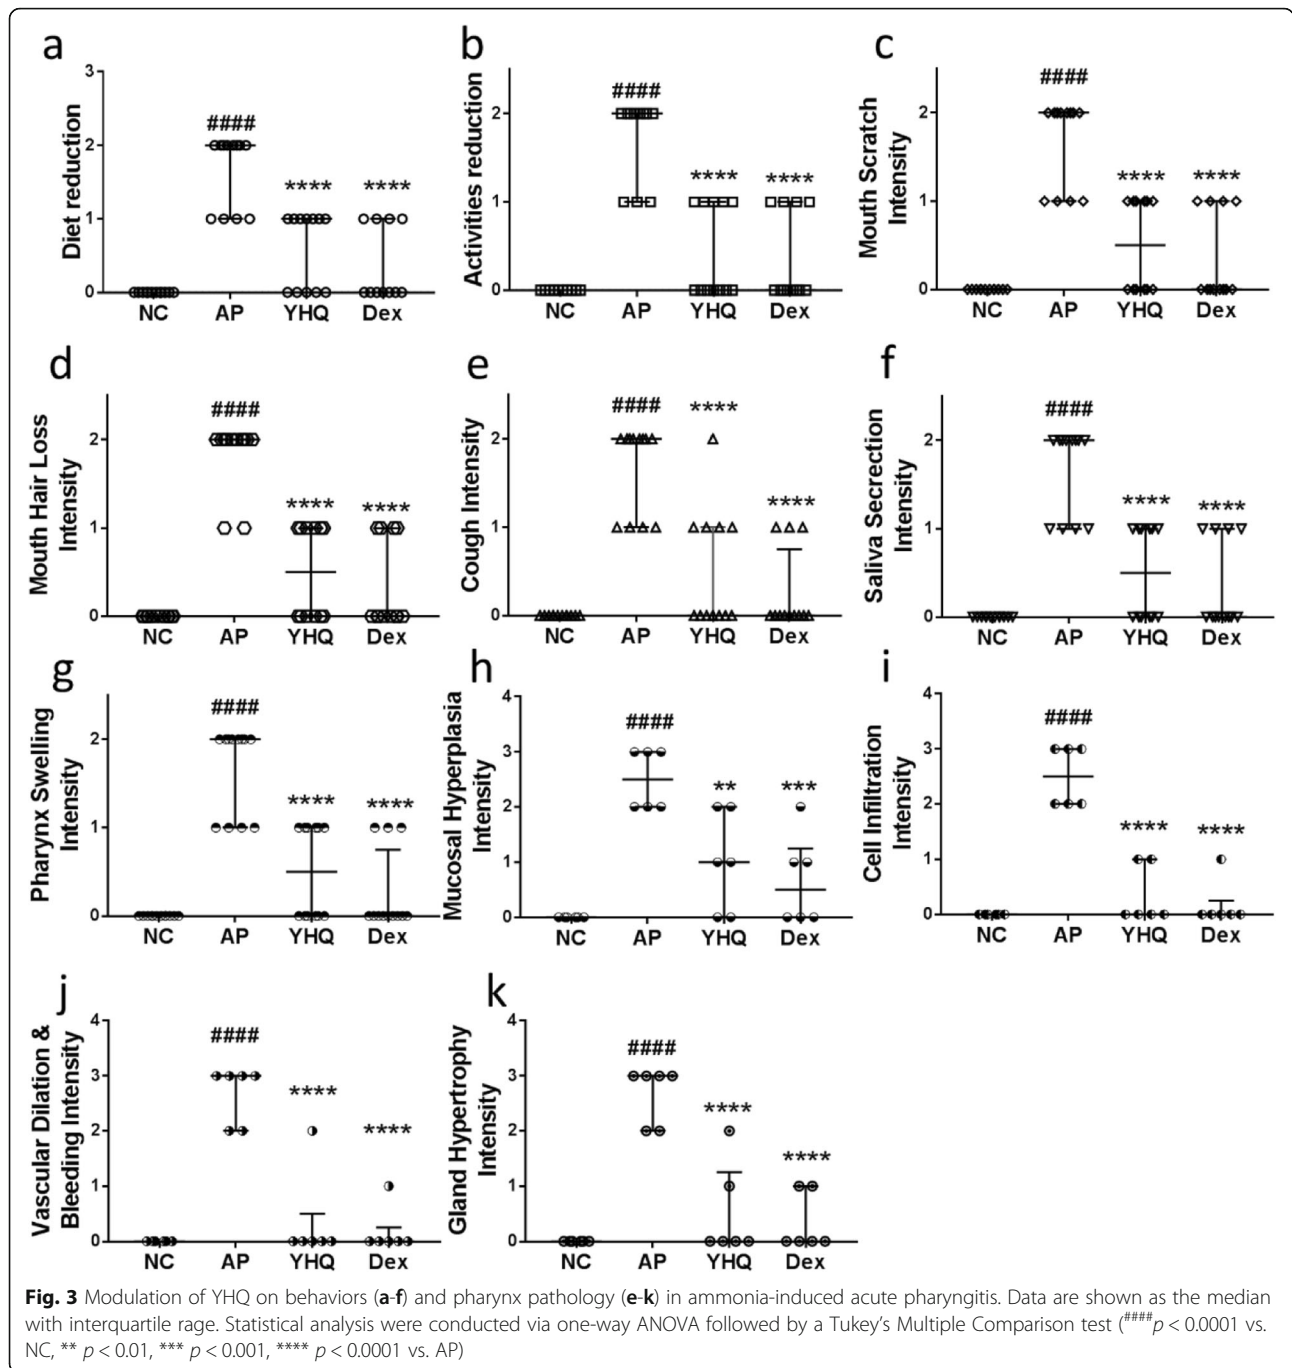 a
b
c
3
2
1
0
Diet reduction
####
****
****
NC AP YHQ Dex
2
1
0
Activities reduction
####
****
****
NC AP YHQ Dex
2
1
0
Mouth Scratch
Intensity
####
****
****
NC AP YHQ Dex
d
e
f
2
1
0
Mouth Hair Loss
Intensity
####
****
****
NC AP YHQ Dex
2
1
0
Cough Intensity
####
****
****
NC AP YHQ Dex
2
1
0
Saliva Secrection
Intensity
####
****
****
NC AP YHQ Dex
g
h
i
2
1
0
Pharynx Swelling
Intensity
####
****
****
NC AP YHQ Dex
4
3
2
1
0
Mucosal Hyperplasia
Intensity
####
**
***
NC AP YHQ Dex
4
3
2
1
0
Cell Infiltration
Intensity
####
****
****
NC AP YHQ Dex
j
k
4
3
2
1
0
Vascular Dilation &
Bleeding Intensity
####
****
****
NC AP YHQ Dex
4
3
2
1
0
Gland Hypertrophy
Intensity
####
****
****
NC AP YHQ Dex
Fig. 3 Modulation of YHQ on behaviors (a-f) and pharynx pathology (e-k) in ammonia-induced acute pharyngitis. Data are shown as the median
with interquartile rage. Statistical analysis were conducted via one-way ANOVA followed by a Tukey's Multiple Comparison test (####p < 0.0001 vs.
NC, ** p < 0.01, *** p < 0.001, **** p < 0.0001 vs. AP)